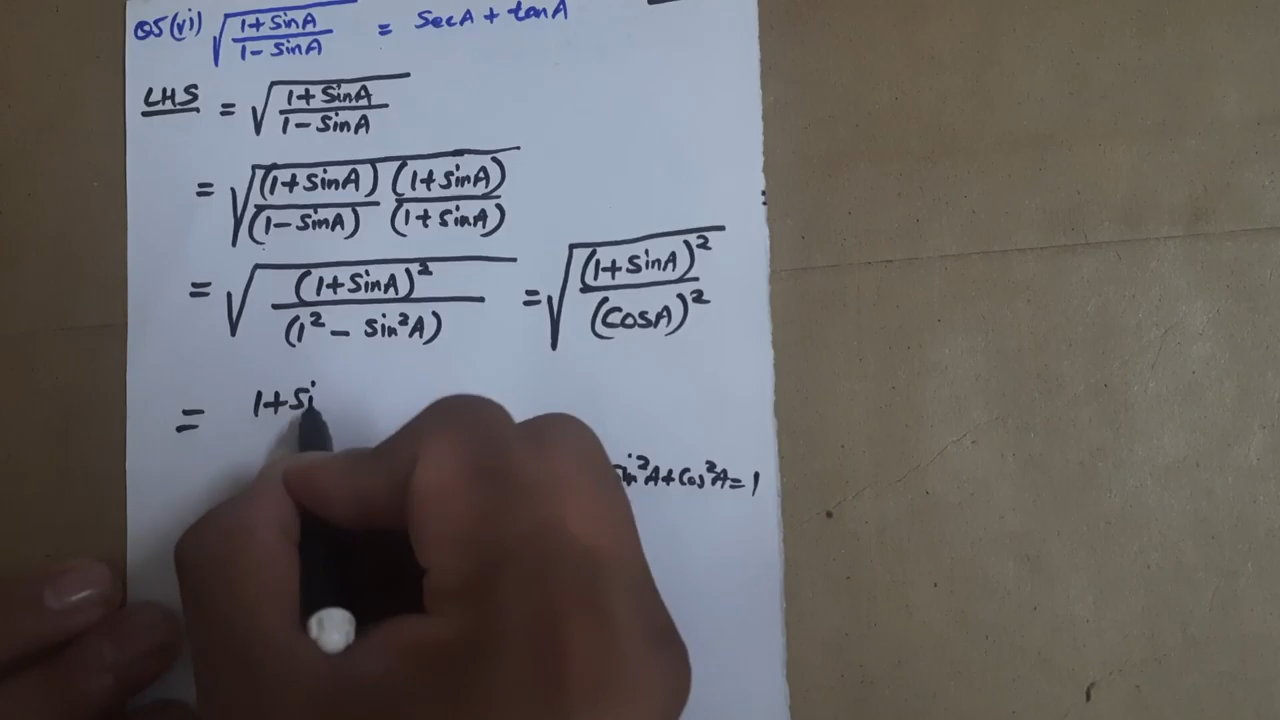 Q5(vi) √((1+SinA)/(1-SinA)) = SecA + tanA
LHS = √((1+SinA)/(1-SinA))
= √((1+SinA)/(1-SinA) (1+SinA)/(1+SinA))
= √((1+SinA)²/(1²-Sin²A)) = √((1+SinA)²/(CosA)²)
= 1+Si
Sin²A+Cos²A=1